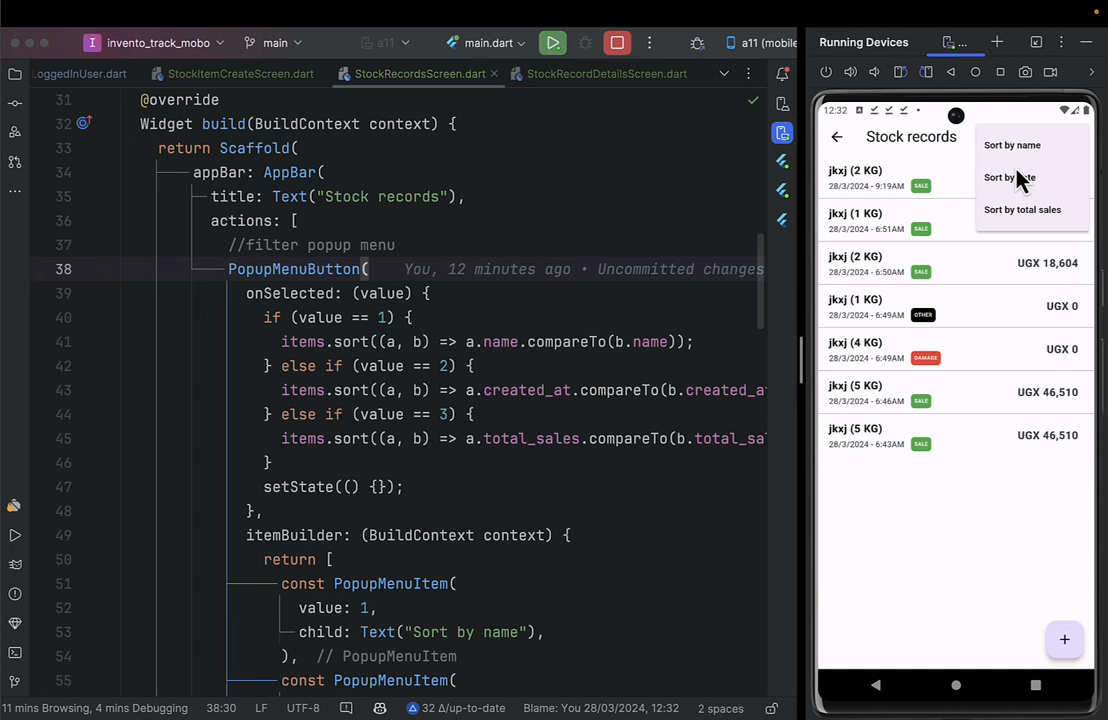 invento_track_mobo
main
a11
main.dart
a11 (mobile
Running Devices
...
LoggedInUser.dart
StockItemCreateScreen.dart
StockRecordsScreen.dart
StockRecordDetailsScreen.dart
31 @override
32 Widget build(BuildContext context) {
33 return Scaffold(
34 appBar: AppBar(
35 title: Text("Stock records"),
36 actions: [
37 //filter popup menu
38 PopupMenuButton( You, 12 minutes ago • Uncommitted changes
39 onSelected: (value) {
40 if (value == 1) {
41 items.sort((a, b) => a.name.compareTo(b.name));
42 } else if (value == 2) {
43 items.sort((a, b) => a.created_at.compareTo(b.created_at
44 } else if (value == 3) {
45 items.sort((a, b) => a.total_sales.compareTo(b.total_sal
46 }
47 setState(() {});
48 },
49 itemBuilder: (BuildContext context) {
50 return [
51 const PopupMenuItem(
52 value: 1,
53 child: Text("Sort by name"),
54 ), // PopupMenuItem
55 const PopupMenuItem(
11 mins Browsing, 4 mins Debugging
38:30
LF
UTF-8
32 Δ/up-to-date
Blame: You 28/03/2024, 12:32
2 spaces
12:32
Stock records
Sort by name
Sort by
Sort by total sales
jkxj (2 KG)
28/3/2024 - 9:19AM SALE
jkxj (1 KG)
28/3/2024 - 6:51AM SALE
jkxj (2 KG)
28/3/2024 - 6:50AM SALE
UGX 18,604
jkxj (1 KG)
28/3/2024 - 6:49AM OTHER
UGX 0
jkxj (4 KG)
28/3/2024 - 6:49AM DAMAGE
UGX 0
jkxj (5 KG)
28/3/2024 - 6:46AM SALE
UGX 46,510
jkxj (5 KG)
28/3/2024 - 6:43AM SALE
UGX 46,510
+